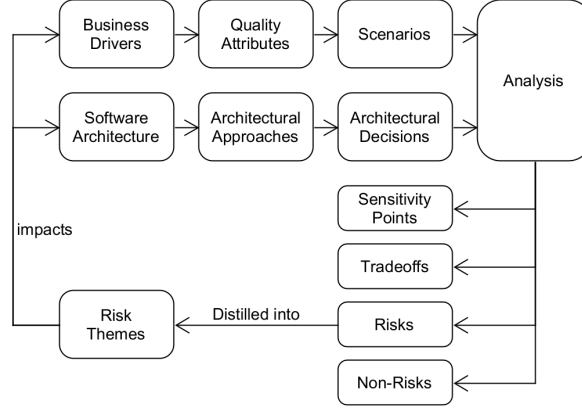 Business
Drivers
Quality
Attributes
Scenarios
Analysis
Software
Architecture
Architectural
Approaches
Architectural
Decisions
Sensitivity
Points
impacts
Tradeoffs
Risk
Themes
Distilled into
Risks
Non-Risks